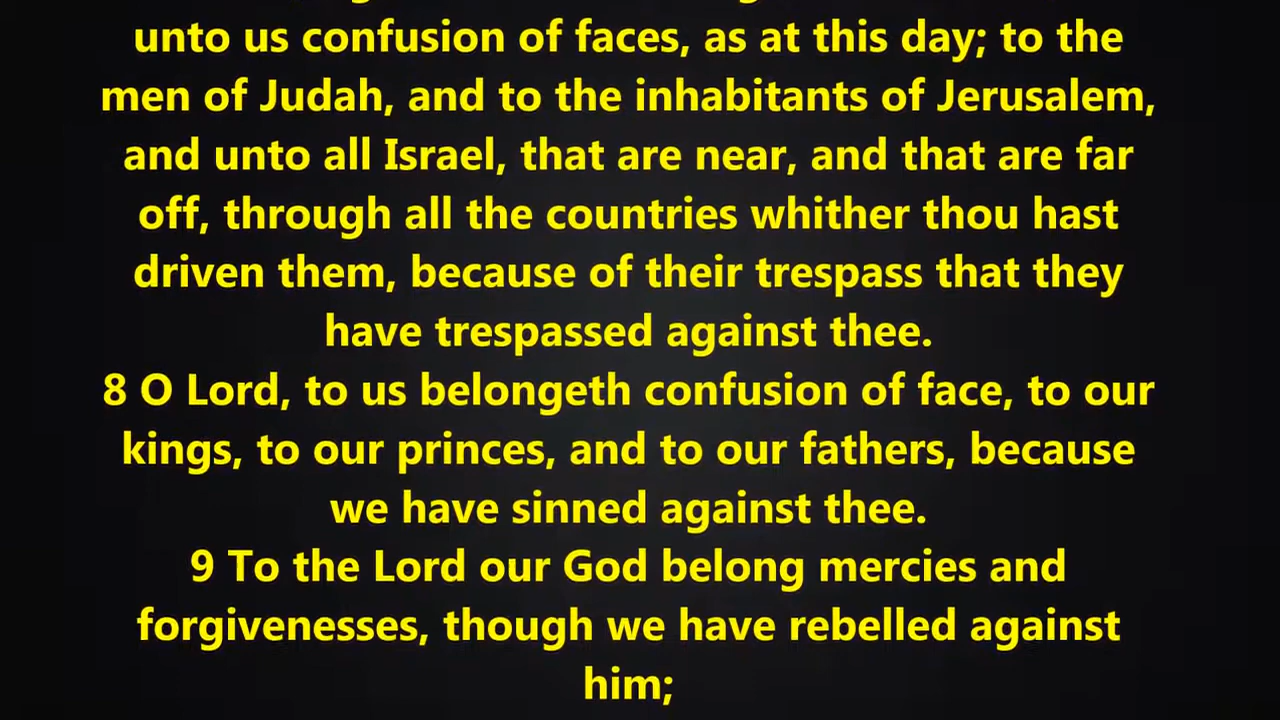 unto us confusion of faces, as at this day; to the
men of Judah, and to the inhabitants of Jerusalem,
and unto all Israel, that are near, and that are far
off, through all the countries whither thou hast
driven them, because of their trespass that they
have trespassed against thee.
8 O Lord, to us belongeth confusion of face, to our
kings, to our princes, and to our fathers, because
we have sinned against thee.
9 To the Lord our God belong mercies and
forgivenesses, though we have rebelled against
him;